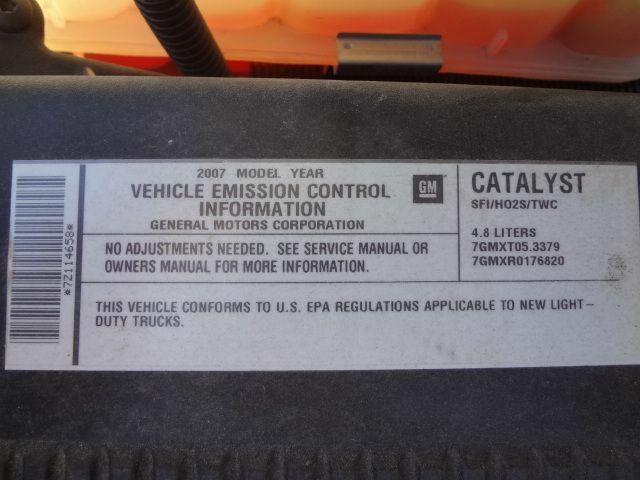 *7Z114658*
2007 MODEL YEAR
VEHICLE EMISSION CONTROL
INFORMATION
GENERAL MOTORS CORPORATION
GM
NO ADJUSTMENTS NEEDED. SEE SERVICE MANUAL OR
OWNERS MANUAL FOR MORE INFORMATION.
CATALYST
SFI/HO2S/TWC
4.8 LITERS
7GMXT05.3379
7GMXR0176820
THIS VEHICLE CONFORMS TO U.S. EPA REGULATIONS APPLICABLE TO NEW LIGHT-
DUTY TRUCKS.